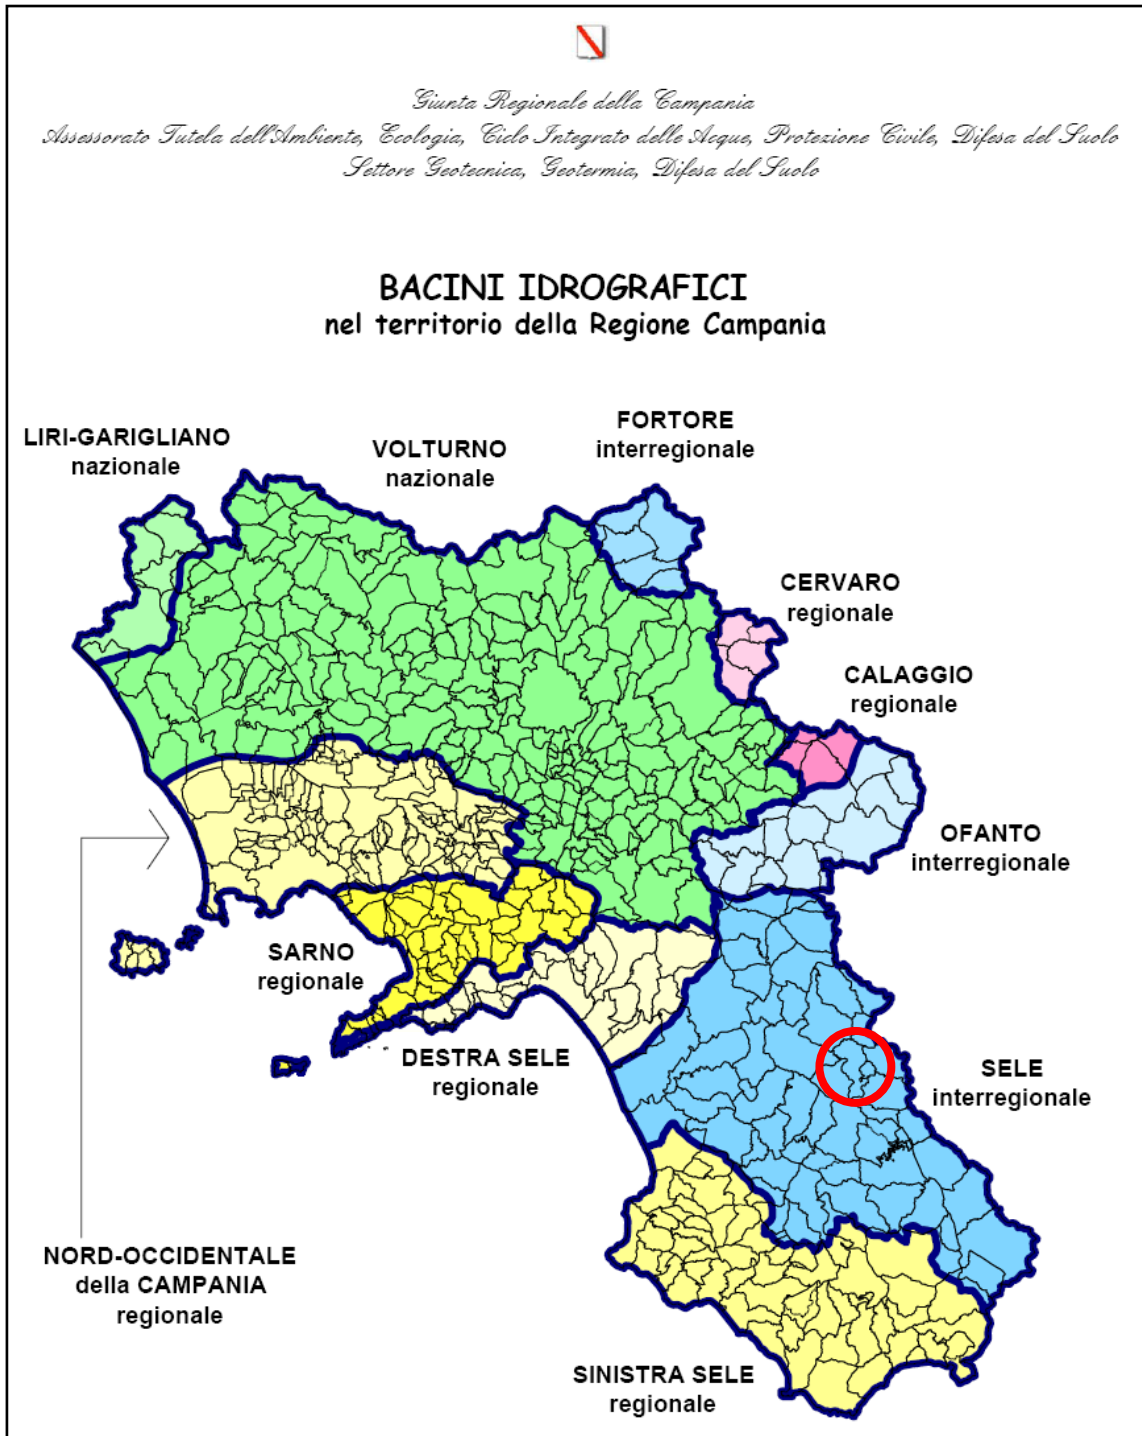 Giunta Regionale della Campania
Assessorato Tutela dell'Ambiente, Ecologia, Ciclo Integrato delle Acque, Protezione Civile, Difesa del Suolo
Settore Geotecnica, Geotermia, Difesa del Suolo
BACINI IDROGRAFICI
nel territorio della Regione Campania
FORTORE
interregionale
LIRI-GARIGLIANO
nazionale
VOLTURNO
nazionale
CERVARO
regionale
CALAGGIO
regionale
OFANTO
interregionale
SARNO
regionale
DESTRA SELE
regionale
SELE
interregionale
NORD-OCCIDENTALE
della CAMPANIA
regionale
SINISTRA SELE
regionale